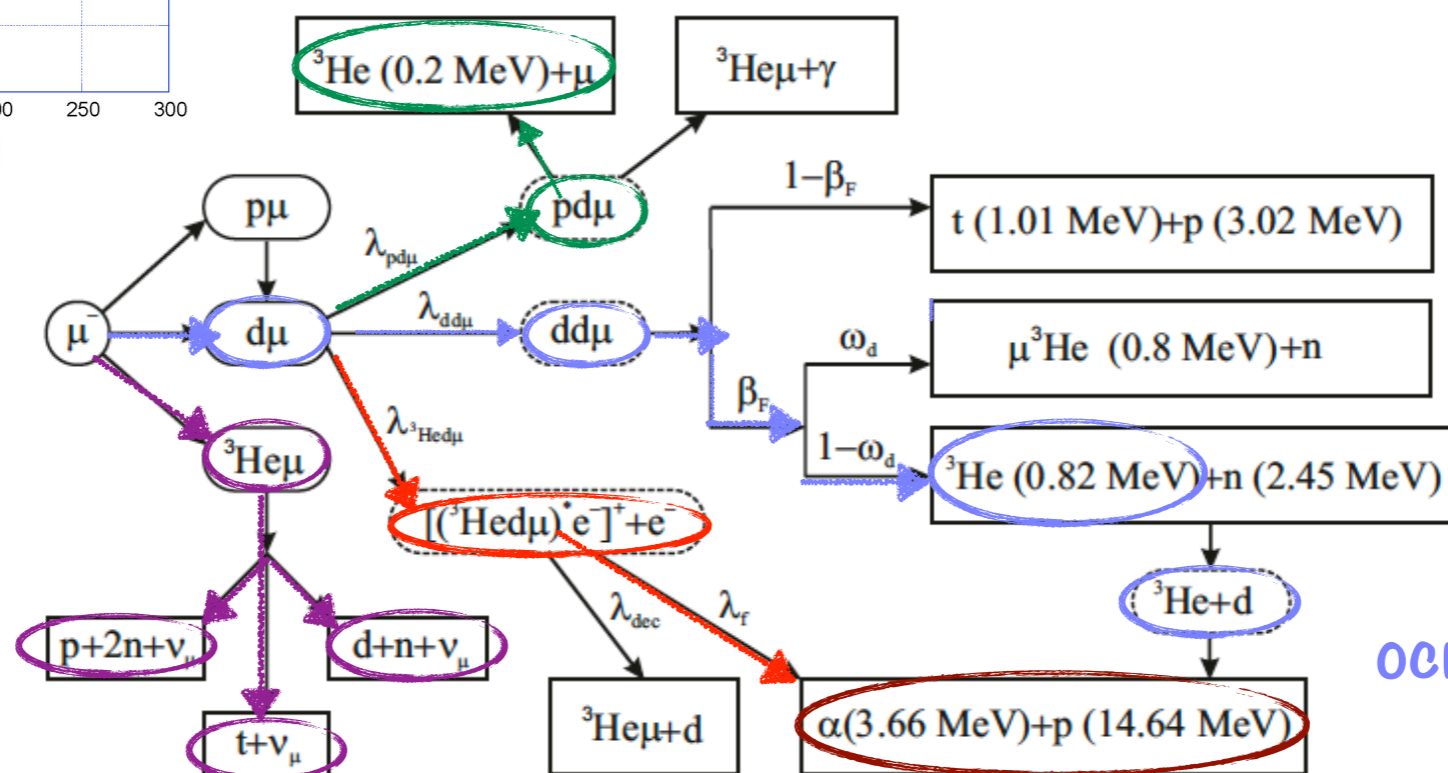 ³He (0.2 MeV)+μ
³Heμ+γ
250
300
1−β_F
pμ
pdμ
t (1.01 MeV)+p (3.02 MeV)
λ_pdμ
λ_ddμ
μ⁻
dμ
ddμ
ω_d
μ³He (0.8 MeV)+n
β_F
λ_³Hedμ
1−ω_d
³Heμ
³He (0.82 MeV)+n (2.45 MeV)
[(³Hedμ)*e⁻]⁺+e⁻
λ_dec
λ_f
³He+d
p+2n+ν_μ
d+n+ν_μ
t+ν_μ
³Heμ+d
α(3.66 MeV)+p (14.64 MeV)